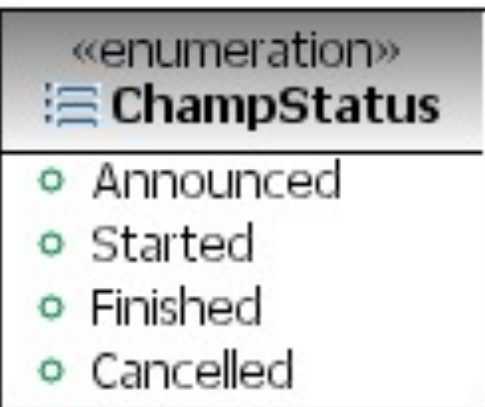 «enumeration»
ChampStatus
Announced
Started
Finished
Cancelled